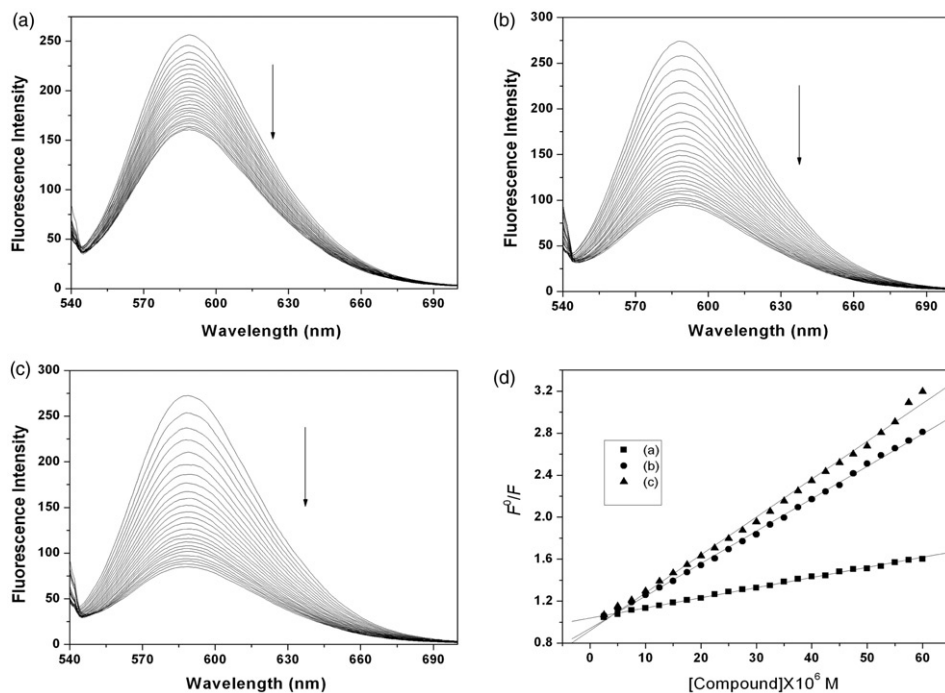 (a)
Fluorescence Intensity
250
200
150
100
50
0
540 570 600 630 660 690
Wavelength (nm)
(b)
Fluorescence Intensity
300
250
200
150
100
50
0
540 570 600 630 660 690
Wavelength (nm)
(c)
Fluorescence Intensity
300
250
200
150
100
50
0
540 570 600 630 660 690
Wavelength (nm)
(d)
F⁰/F
3.2
2.8
2.4
2.0
1.6
1.2
0.8
(a)
(b)
(c)
0 10 20 30 40 50 60
[Compound]X10⁶ M